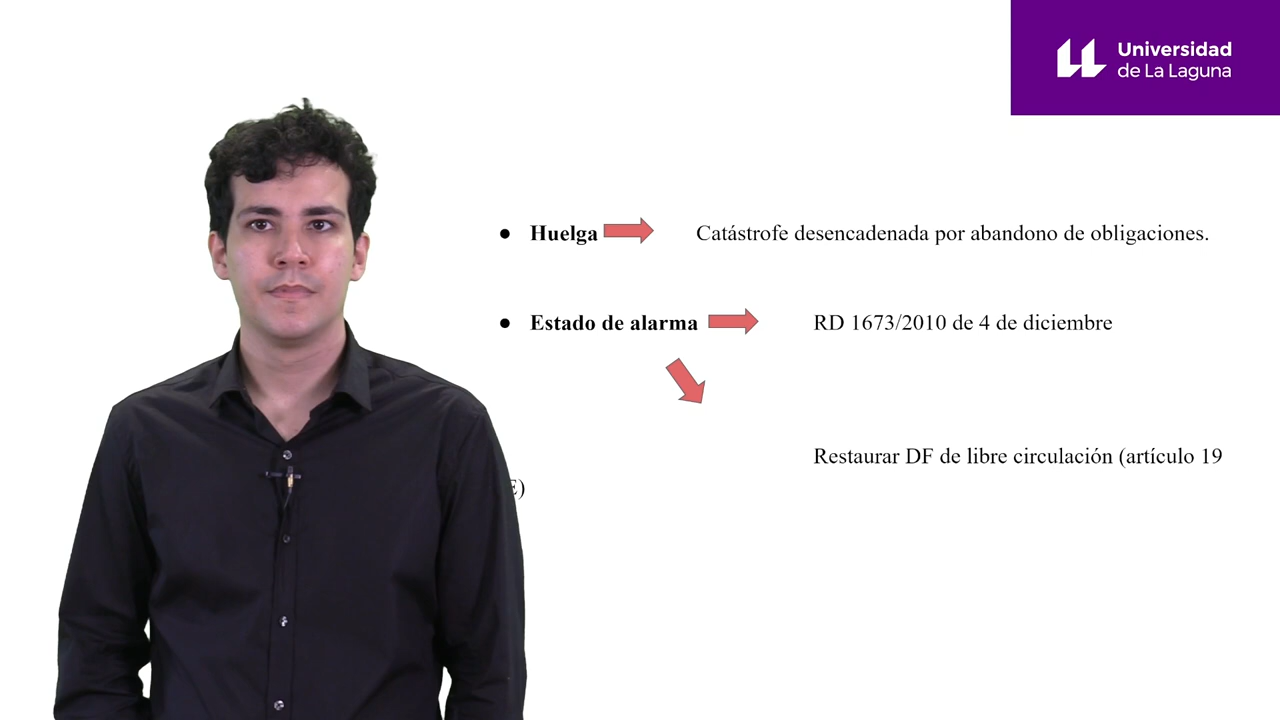 Universidad
de La Laguna
● Huelga Catástrofe desencadenada por abandono de obligaciones.
● Estado de alarma RD 1673/2010 de 4 de diciembre
Restaurar DF de libre circulación (artículo 19
E)